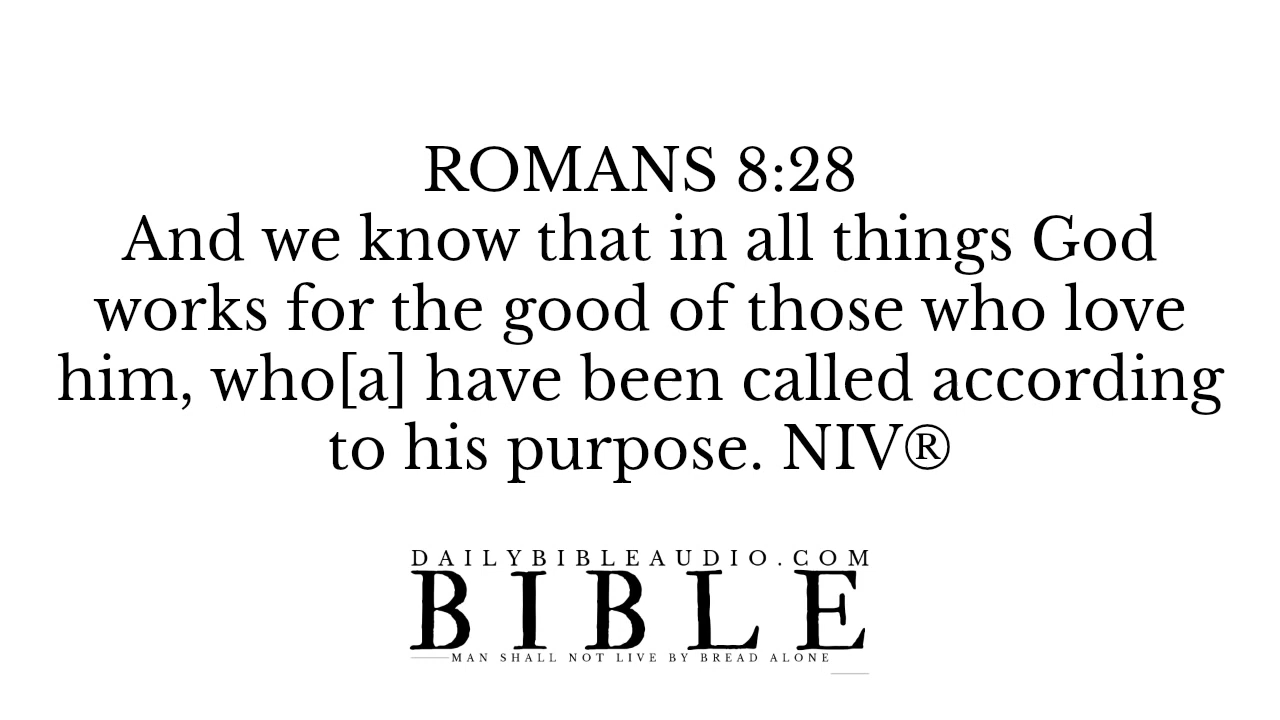 ROMANS 8:28
And we know that in all things God
works for the good of those who love
him, who[a] have been called according
to his purpose. NIV®
DAILYBIBLEAUDIO.COM
BIBLE
MAN SHALL NOT LIVE BY BREAD ALONE